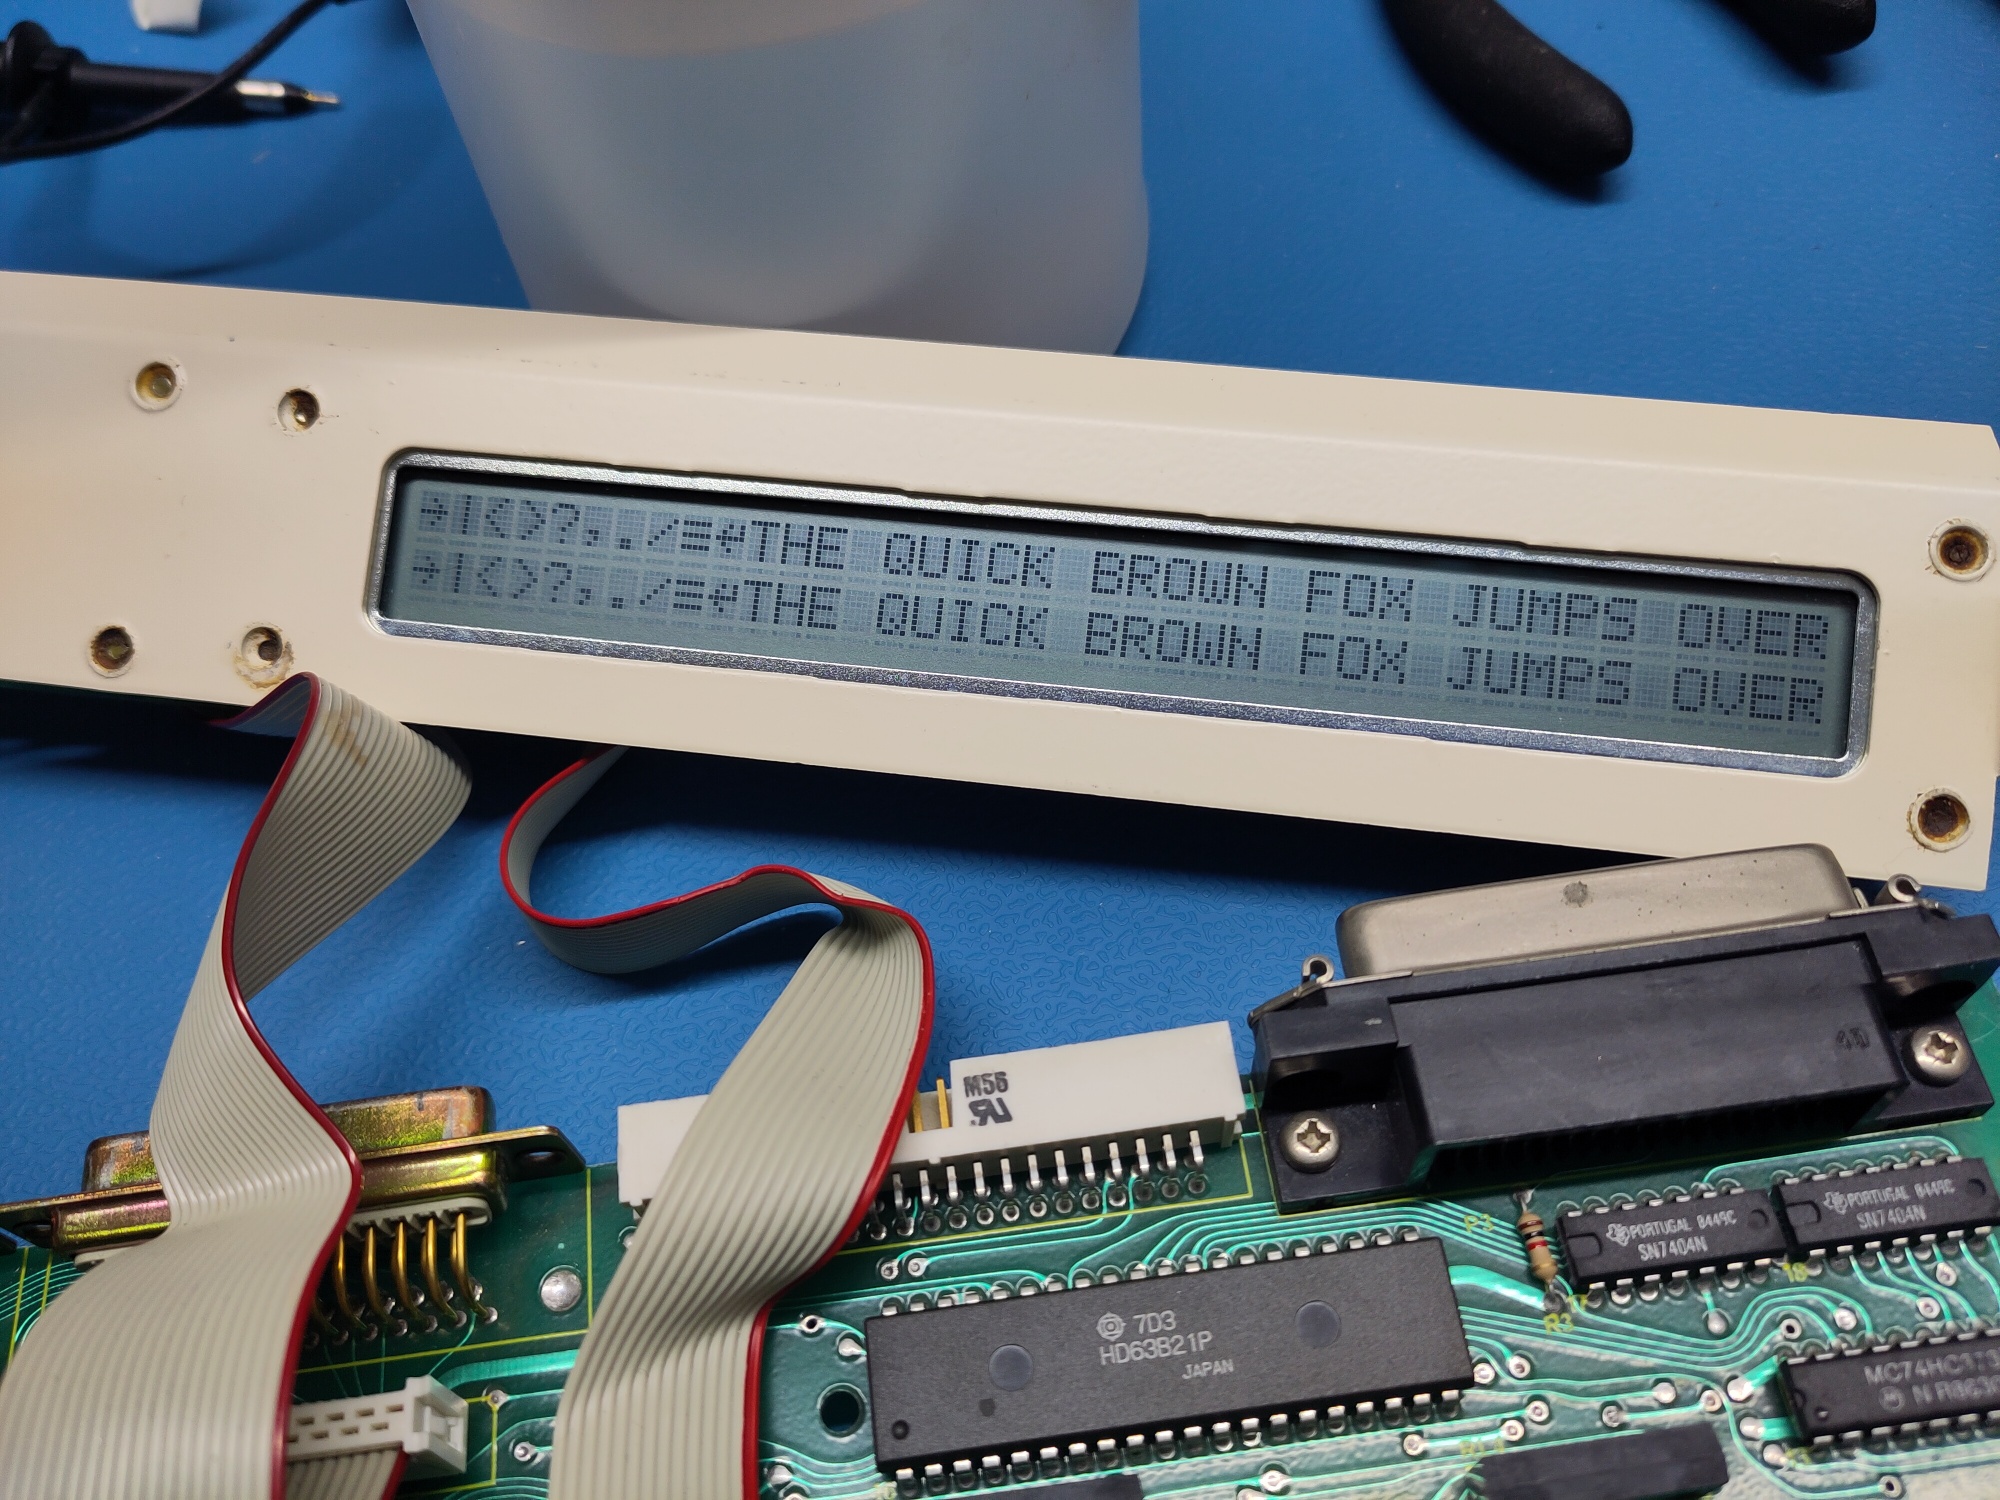 →|<>?,./=+THE QUICK BROWN FOX JUMPS OVER
→|<>?,./=+THE QUICK BROWN FOX JUMPS OVER
M56
PORTUGAL 8449C
SN7404N
PORTUGAL 8449C
SN7404N
R3
7D3
HD63B21P
JAPAN
MC74HC373